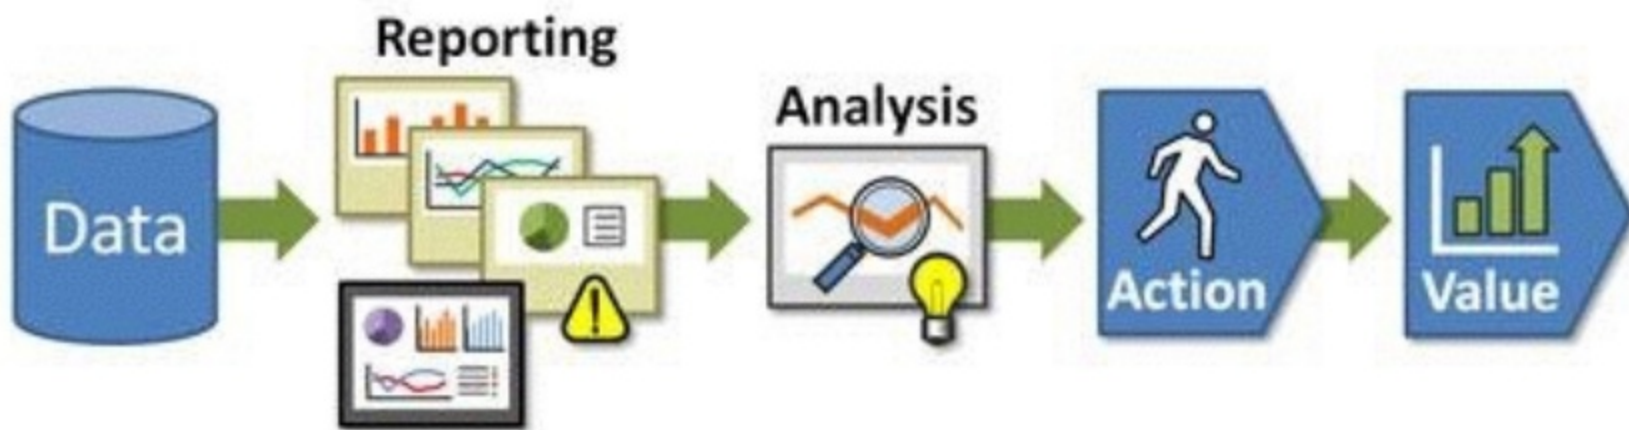 Data
Reporting
Analysis
Action
Value